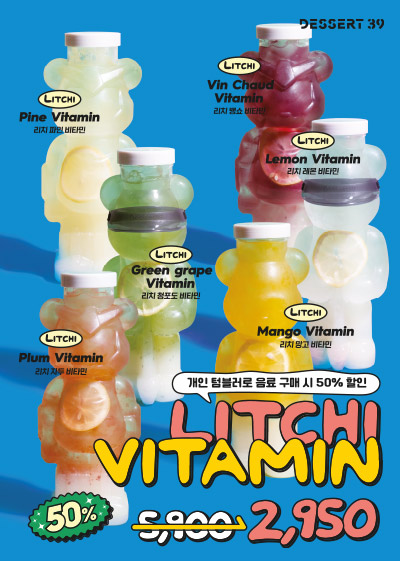 DESSERT 39
LITCHI
Vin Chaud
Vitamin
리치 뱅쇼 비타민
LITCHI
Pine Vitamin
리치 파인 비타민
LITCHI
Lemon Vitamin
리치 레몬 비타민
LITCHI
Green grape
Vitamin
리치 청포도 비타민
LITCHI
Mango Vitamin
리치 망고 비타민
LITCHI
Plum Vitamin
리치 자두 비타민
개인 텀블러로 음료 구매 시 50% 할인
LITCHI
VITAMIN
50%
5,900 2,950